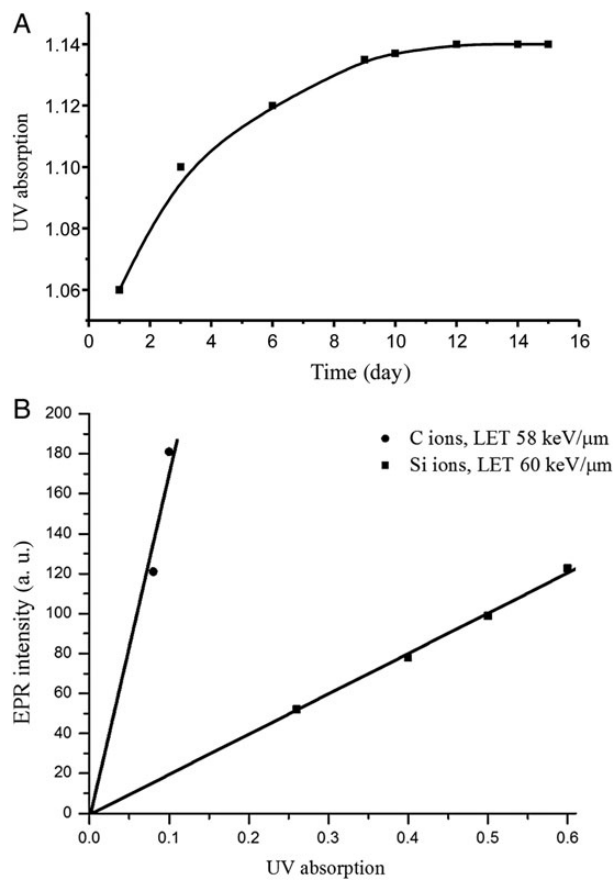 A
UV absorption
1.14
1.12
1.10
1.08
1.06
0 2 4 6 8 10 12 14 16
Time (day)
B
EPR intensity (a. u.)
200
180
160
140
120
100
80
60
40
20
0
C ions, LET 58 keV/μm
Si ions, LET 60 keV/μm
0.0 0.1 0.2 0.3 0.4 0.5 0.6
UV absorption